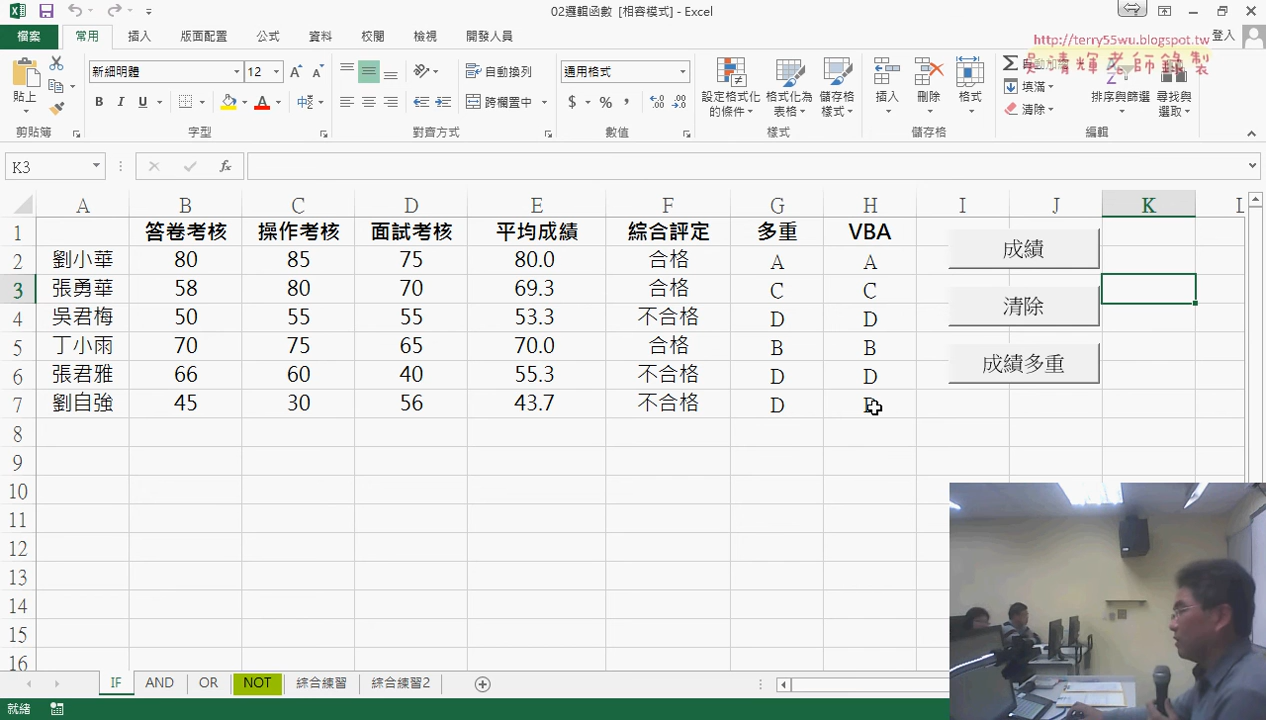 02邏輯函數 [相容模式] - Excel
檔案 常用 插入 版面配置 公式 資料 校閱 檢視 開發人員 登入
http://terry55wu.blogspot.tw
吳清輝老師錄製
貼上 新細明體 12 自動換列 通用格式 設定格式化的條件 格式化為表格 儲存格樣式 插入 刪除 格式 自動加總 填滿 清除 排序與篩選 尋找與選取
B I U 跨欄置中 $ % ,
剪貼簿 字型 對齊方式 數值 樣式 儲存格 編輯
K3 fx
A B C D E F G H I J K L
1 答卷考核 操作考核 面試考核 平均成績 綜合評定 多重 VBA
2 劉小華 80 85 75 80.0 合格 A A 成績
3 張勇華 58 80 70 69.3 合格 C C 清除
4 吳君梅 50 55 55 53.3 不合格 D D
5 丁小雨 70 75 65 70.0 合格 B B 成績多重
6 張君雅 66 60 40 55.3 不合格 D D
7 劉自強 45 30 56 43.7 不合格 D
8
9
10
11
12
13
14
15
16
IF AND OR NOT 綜合練習 綜合練習2
就緒